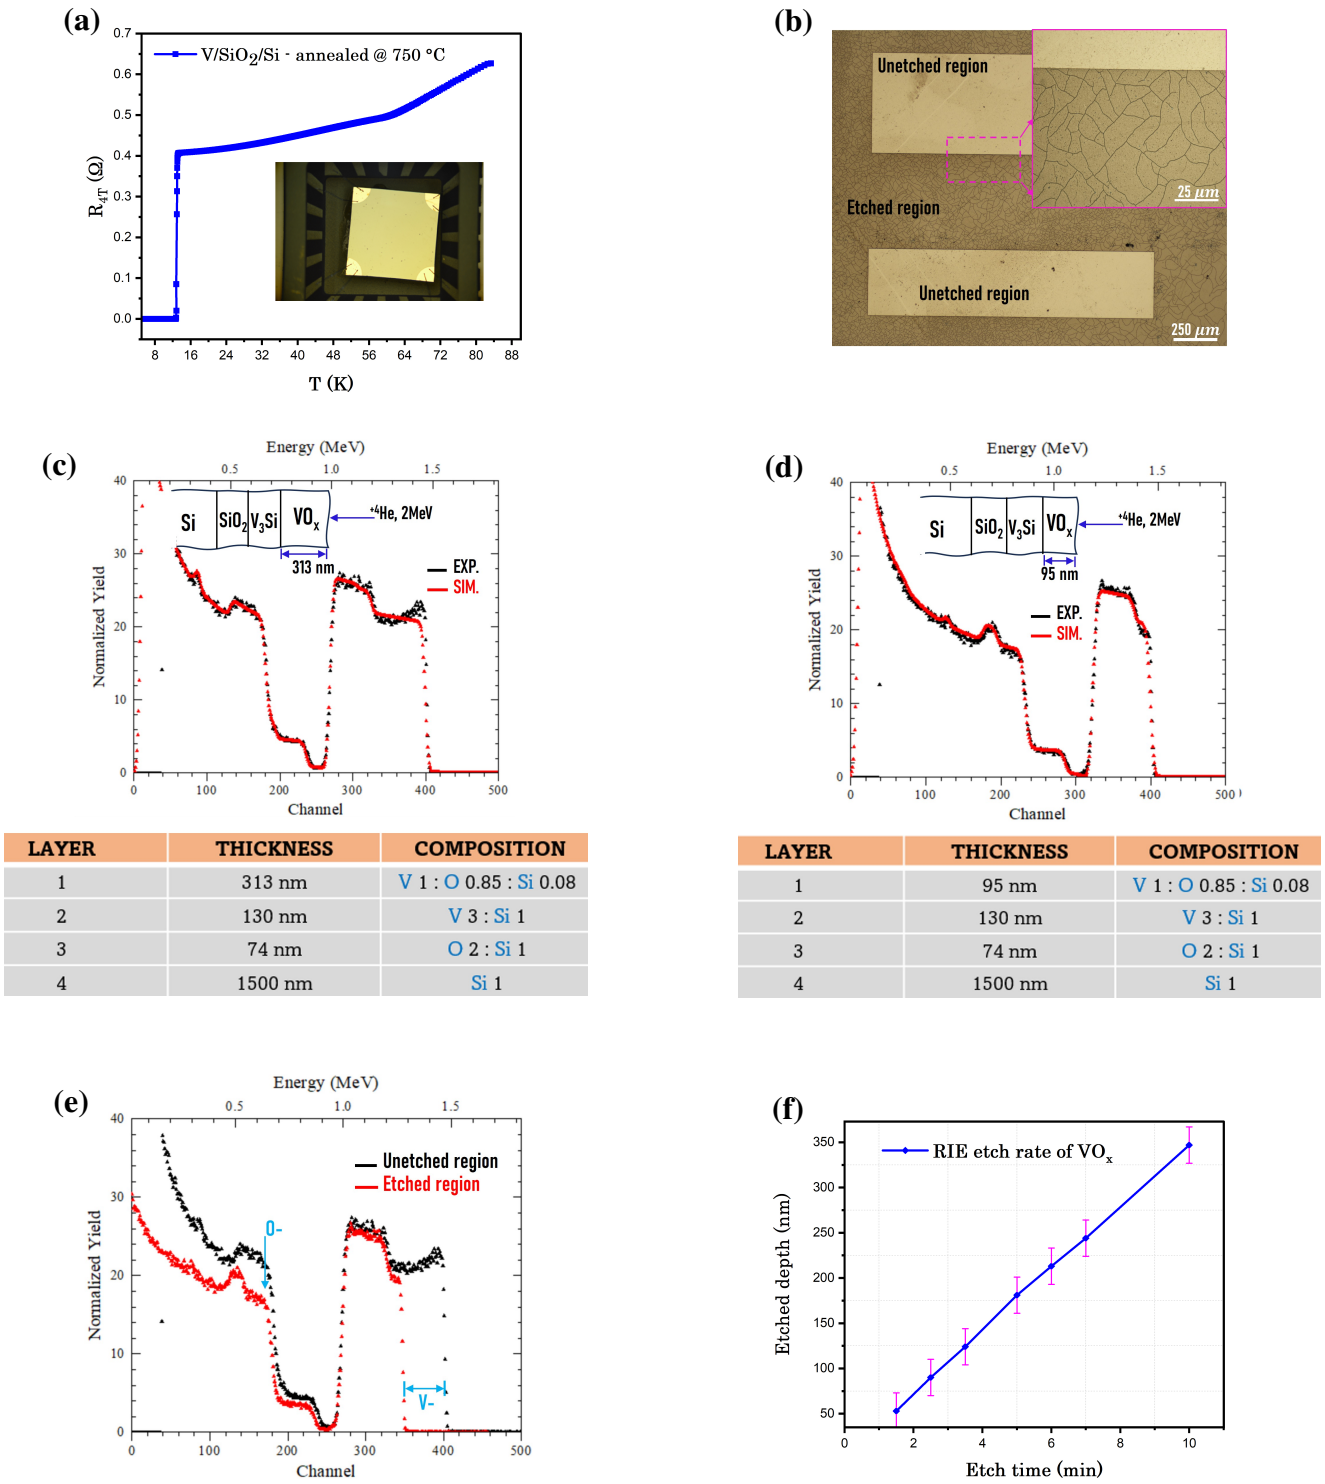 (a)
0.7
0.6
0.5
0.4
0.3
0.2
0.1
0.0
R4T (Ω)
V/SiO2/Si - annealed @ 750 °C
8 16 24 32 40 48 56 64 72 80 88
T (K)
(b)
Unetched region
Etched region
25 μm
Unetched region
250 μm
(c)
Energy (MeV)
0.5 1.0 1.5
40
30
20
10
0
Normalized Yield
Si SiO2 V3Si VOx
+4He, 2MeV
313 nm
EXP.
SIM.
0 100 200 300 400 500
Channel
LAYER THICKNESS COMPOSITION
1 313 nm V 1 : O 0.85 : Si 0.08
2 130 nm V 3 : Si 1
3 74 nm O 2 : Si 1
4 1500 nm Si 1
(d)
Energy (MeV)
0.5 1.0 1.5
40
30
20
10
0
Normalized Yield
Si SiO2 V3Si VOx
+4He, 2MeV
95 nm
EXP.
SIM.
0 100 200 300 400 500
Channel
LAYER THICKNESS COMPOSITION
1 95 nm V 1 : O 0.85 : Si 0.08
2 130 nm V 3 : Si 1
3 74 nm O 2 : Si 1
4 1500 nm Si 1
(e)
Energy (MeV)
0.5 1.0 1.5
40
30
20
10
0
Normalized Yield
Unetched region
Etched region
O-
V-
0 100 200 300 400 500
Channel
(f)
350
300
250
200
150
100
50
Etched depth (nm)
RIE etch rate of VOx
0 2 4 6 8 10
Etch time (min)